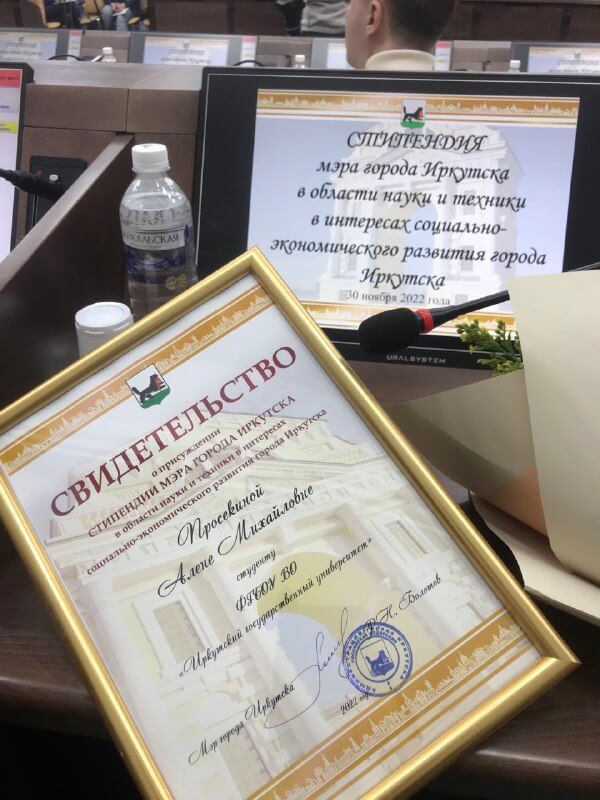 СТИПЕНДИЯ
мэра города Иркутска
в области науки и техники
в интересах социально-
экономического развития города
Иркутска
30 ноября 2022 года
URALSYSTEM
СВИДЕТЕЛЬСТВО
о присуждении
СТИПЕНДИИ МЭРА ГОРОДА ИРКУТСКА
в области науки и техники в интересах
социально-экономического развития города Иркутска
Просекиной
Алене Михайловне
студенту
ФГБОУ ВО
«Иркутский государственный университет»
Мэр города Иркутска
Р.Н. Болотов
2022